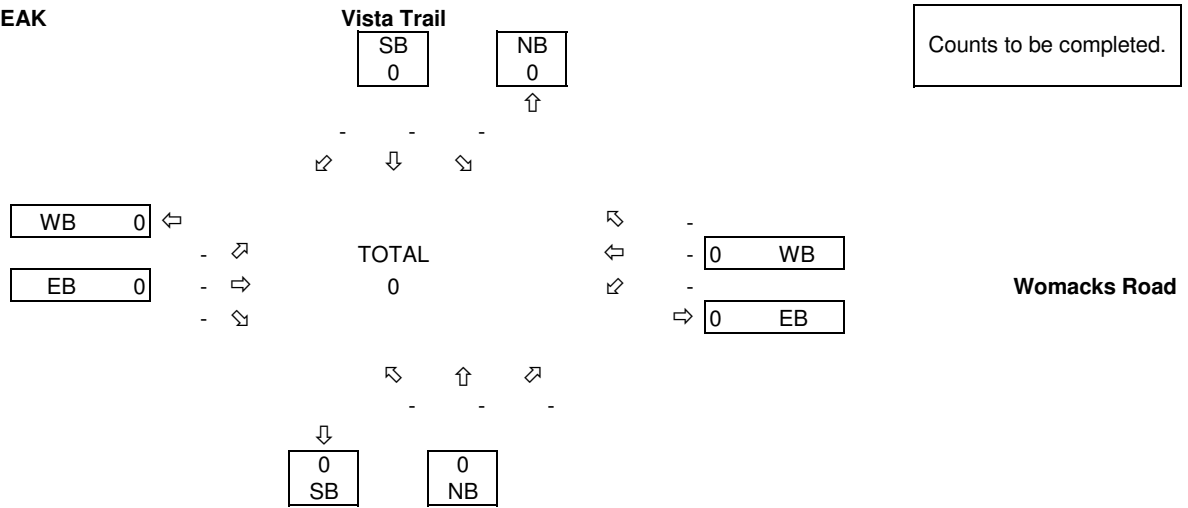 EAK Vista Trail
SB NB
0 0
Counts to be completed.
⇧
- - -
⬃ ⇩ ⬂
WB 0 ⇦ ⬁ -
- ⬀ TOTAL ⇦ - 0 WB
EB 0 - ⇨ 0 ⬃ - Womacks Road
- ⬂ ⇨ 0 EB
⬁ ⇧ ⬀
- - -
⇩
0 0
SB NB